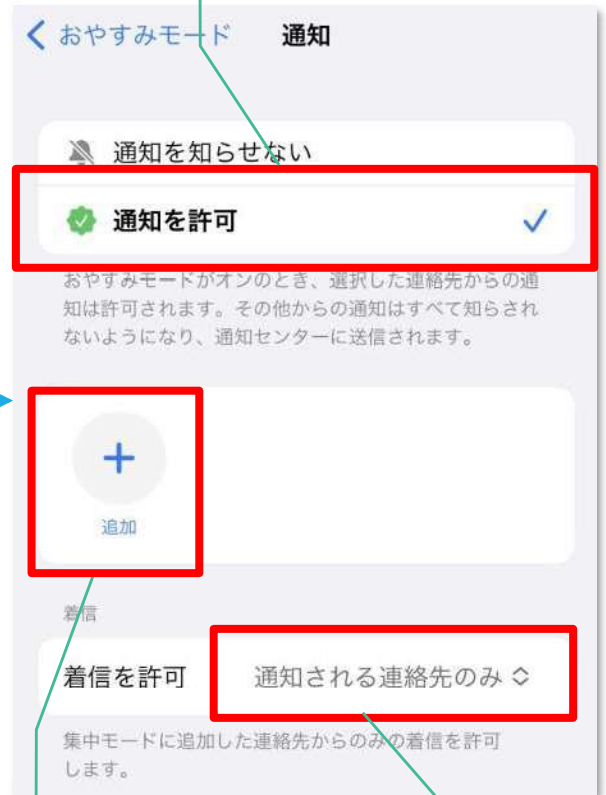 おやすみモード 通知
通知を知らせない
通知を許可
おやすみモードがオンのとき、選択した連絡先からの通
知は許可されます。その他からの通知はすべて知らされ
ないようになり、通知センターに送信されます。
追加
着信
着信を許可 通知される連絡先のみ
集中モードに追加した連絡先からのみの着信を許可
します。